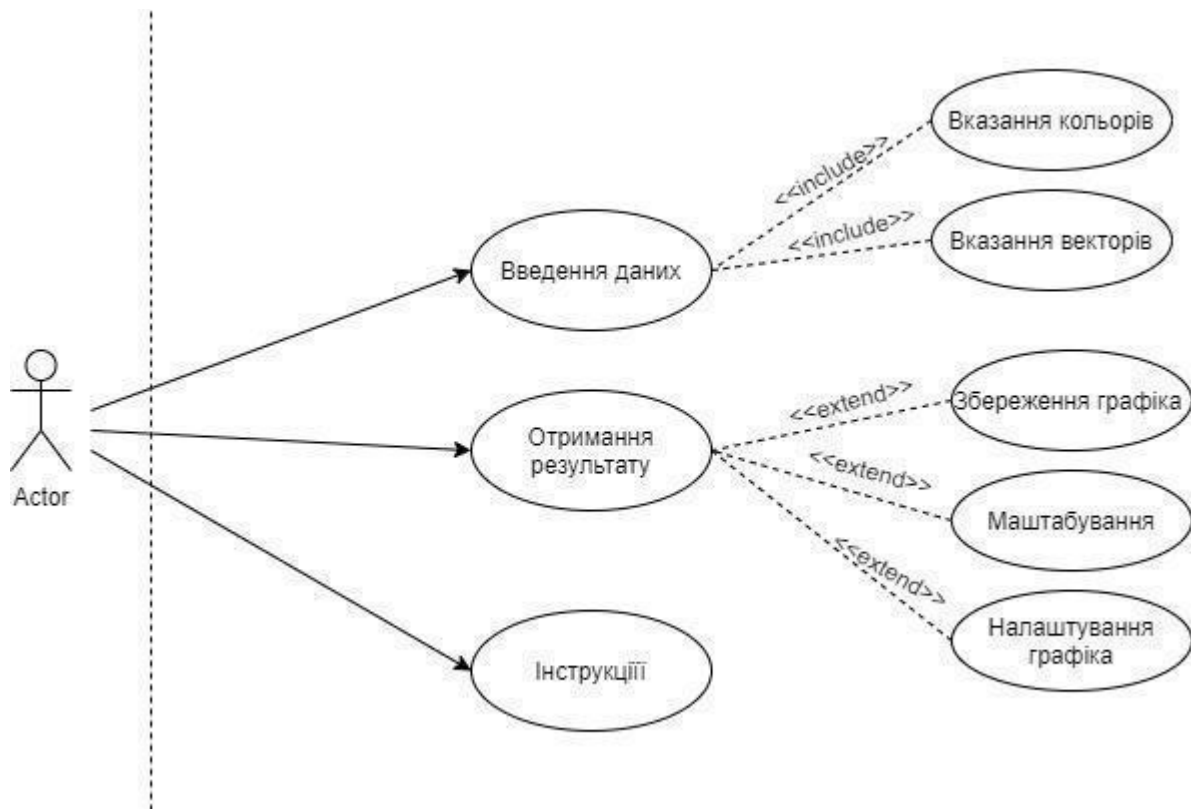 Вказання кольорів
<<include>>
<<include>>
Вказання векторів
Введення даних
Actor
Отримання
результату
<<extend>>
Збереження графіка
<<extend>>
Маштабування
<<extend>>
Налаштування
графіка
Інструкціїї